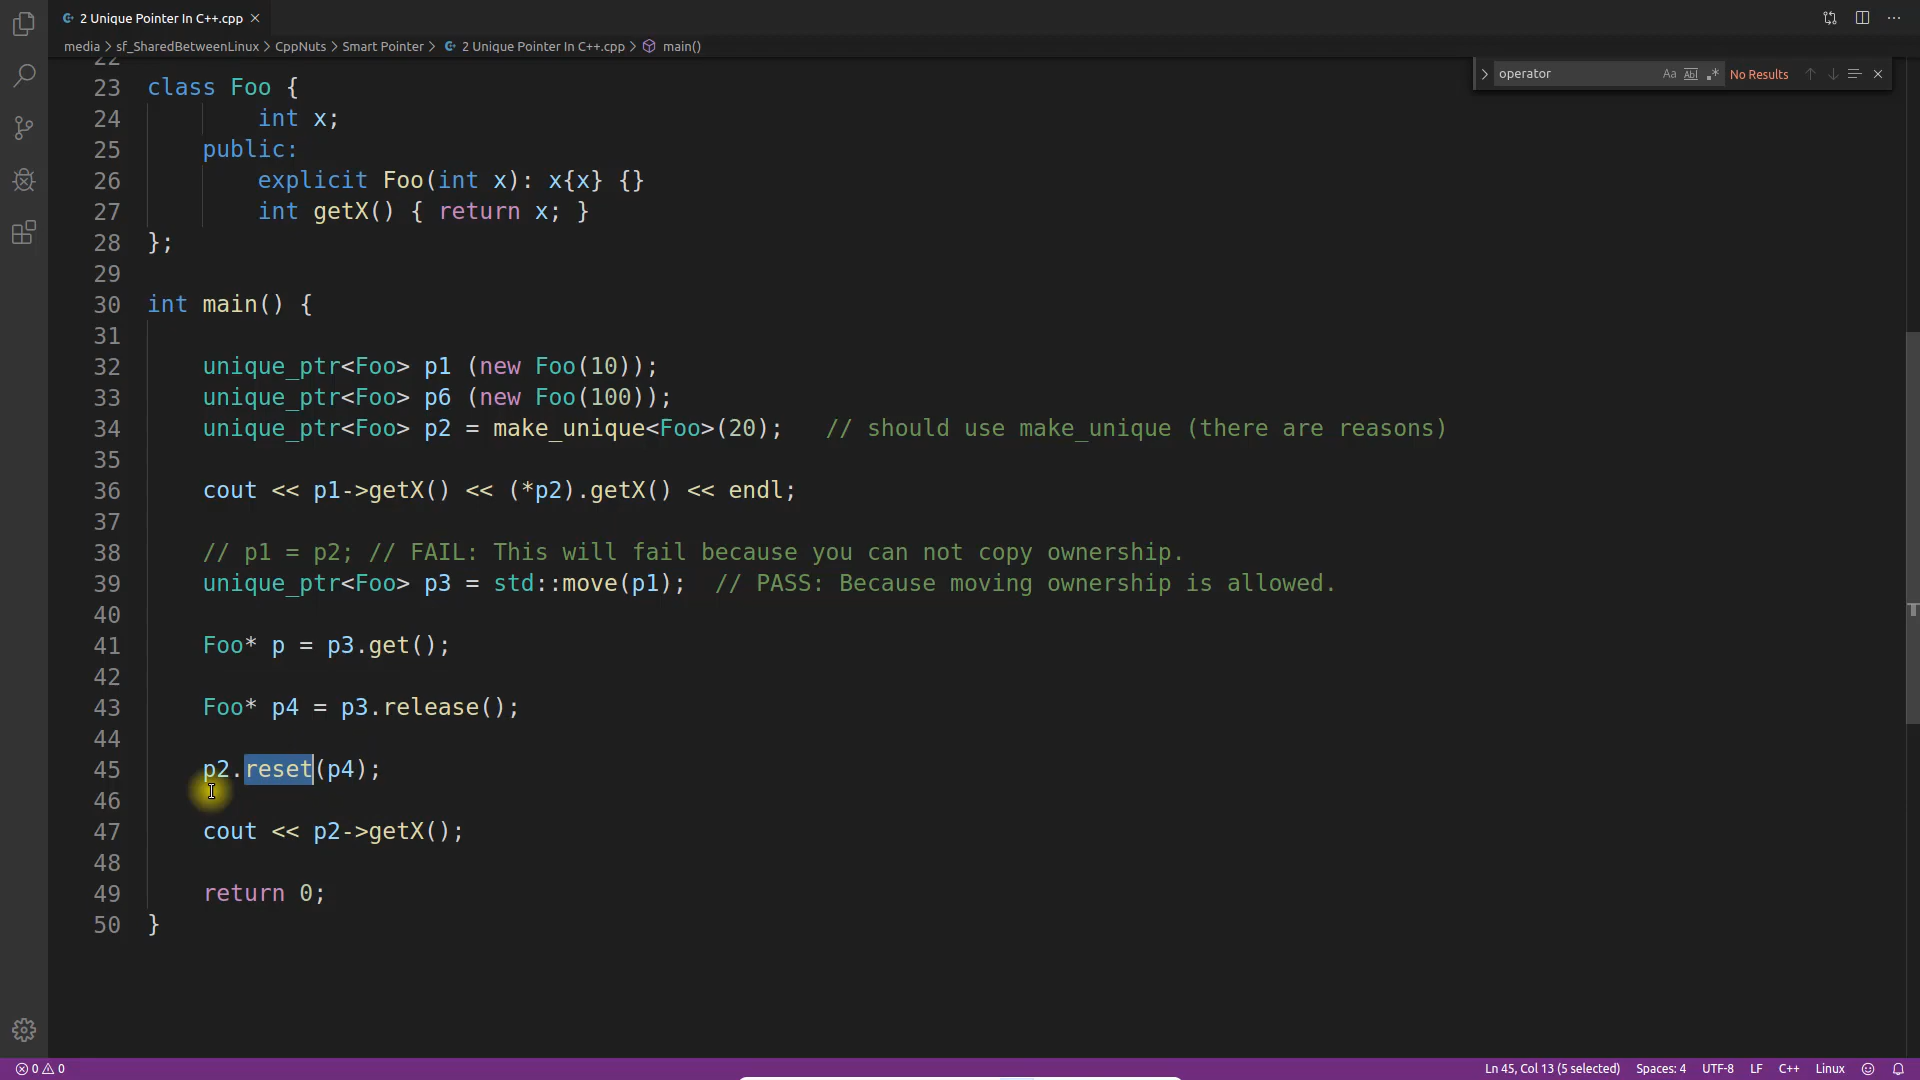 2 Unique Pointer In C++.cpp
media > sf_SharedBetweenLinux > CppNuts > Smart Pointer > 2 Unique Pointer In C++.cpp > main()
operator Aa Abl .* No Results
22
23 class Foo {
24 int x;
25 public:
26 explicit Foo(int x): x{x} {}
27 int getX() { return x; }
28 };
29
30 int main() {
31
32 unique_ptr<Foo> p1 (new Foo(10));
33 unique_ptr<Foo> p6 (new Foo(100));
34 unique_ptr<Foo> p2 = make_unique<Foo>(20);   // should use make_unique (there are reasons)
35
36 cout << p1->getX() << (*p2).getX() << endl;
37
38 // p1 = p2; // FAIL: This will fail because you can not copy ownership.
39 unique_ptr<Foo> p3 = std::move(p1);  // PASS: Because moving ownership is allowed.
40
41 Foo* p = p3.get();
42
43 Foo* p4 = p3.release();
44
45 p2.reset(p4);
46
47 cout << p2->getX();
48
49 return 0;
50 }
0 0 Ln 45, Col 13 (5 selected) Spaces: 4 UTF-8 LF C++ Linux